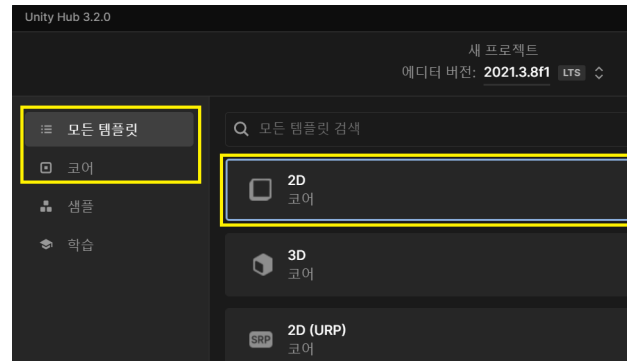 Unity Hub 3.2.0
새 프로젝트
에디터 버전: 2021.3.8f1 LTS
모든 템플릿
코어
샘플
학습
모든 템플릿 검색
2D
코어
3D
코어
SRP
2D (URP)
코어